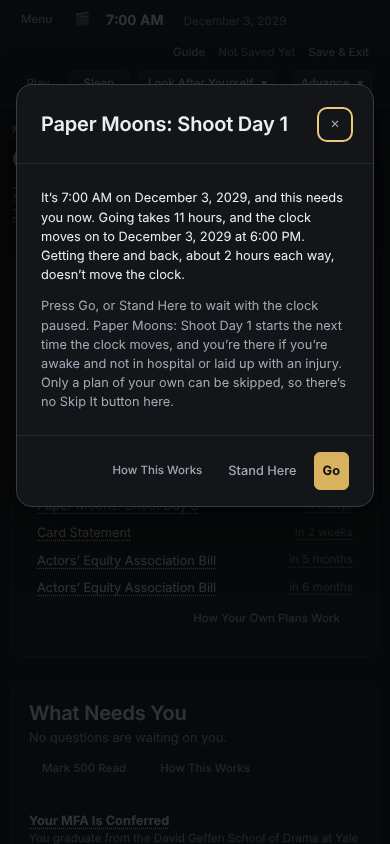 Menu 🎬 7:00 AM December 3, 2029
Guide Not Saved Yet Save & Exit
Play Sleep Look After Yourself Advance
Paper Moons: Shoot Day 1 ×
It’s 7:00 AM on December 3, 2029, and this needs
you now. Going takes 11 hours, and the clock
moves on to December 3, 2029 at 6:00 PM.
Getting there and back, about 2 hours each way,
doesn’t move the clock.
Press Go, or Stand Here to wait with the clock
paused. Paper Moons: Shoot Day 1 starts the next
time the clock moves, and you’re there if you’re
awake and not in hospital or laid up with an injury.
Only a plan of your own can be skipped, so there’s
no Skip It button here.
How This Works Stand Here Go
Card Statement in 2 weeks
Actors’ Equity Association Bill in 5 months
Actors’ Equity Association Bill in 6 months
How Your Own Plans Work
What Needs You
No questions are waiting on you.
Mark 500 Read How This Works
Your MFA Is Conferred
You graduate from the David Geffen School of Drama at Yale